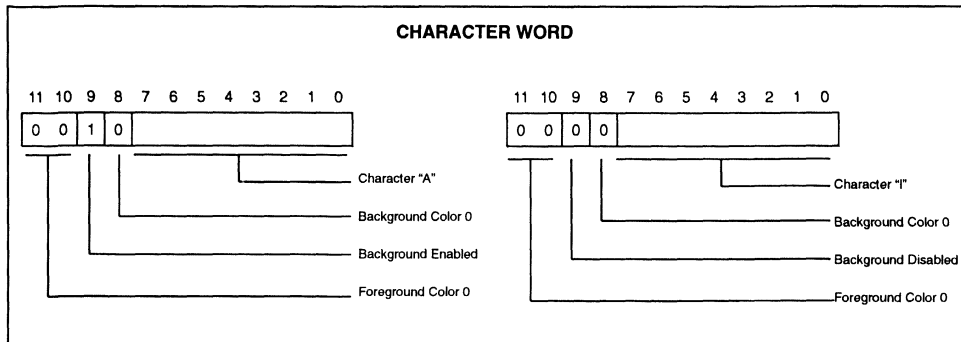 CHARACTER WORD
11 10 9 8 7 6 5 4 3 2 1 0
0 0 1 0
Character "A"
Background Color 0
Background Enabled
Foreground Color 0
11 10 9 8 7 6 5 4 3 2 1 0
0 0 0 0
Character "I"
Background Color 0
Background Disabled
Foreground Color 0